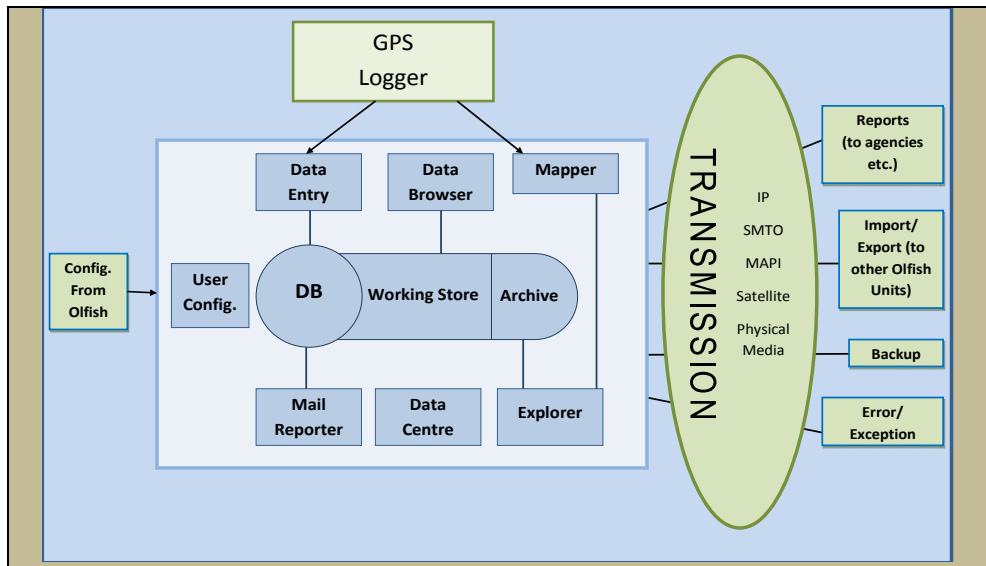 GPS
Logger
Data
Entry
Data
Browser
Mapper
Config.
From
Olfish
User
Config.
DB
Working Store
Archive
Mail
Reporter
Data
Centre
Explorer
TRANSMISSION
IP
SMTO
MAPI
Satellite
Physical
Media
Reports
(to agencies
etc.)
Import/
Export (to
other Olfish
Units)
Backup
Error/
Exception